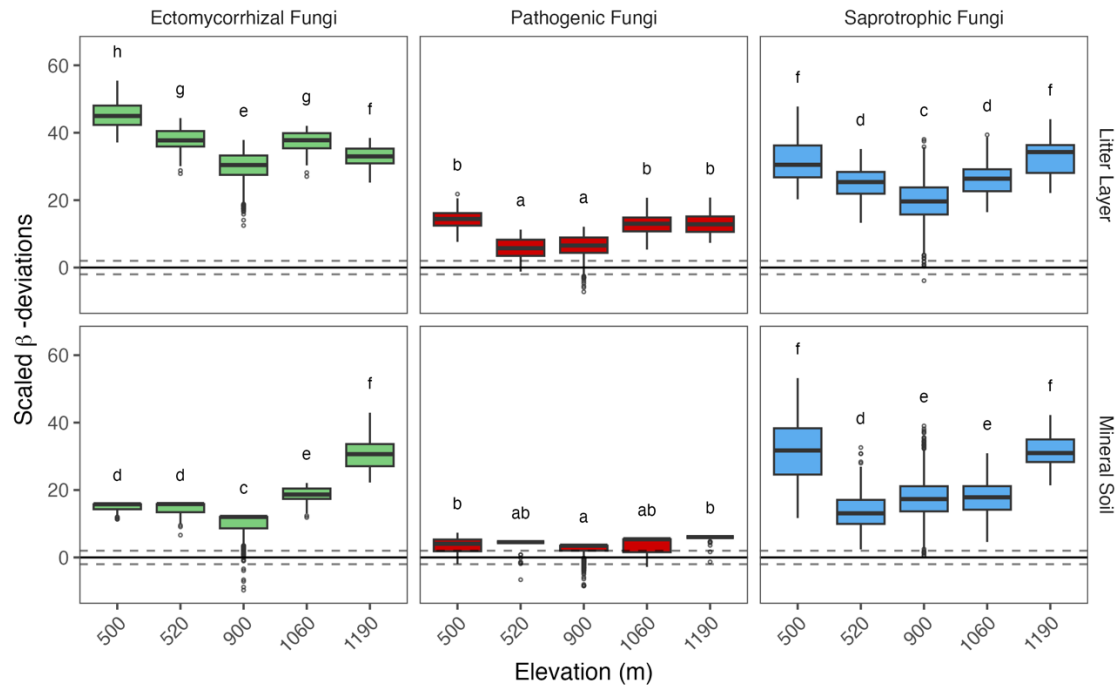 Ectomycorrhizal Fungi
Pathogenic Fungi
Saprotrophic Fungi
Scaled β -deviations
60
40
20
0
h
g
e
g
f
b
a
a
b
b
f
d
c
d
f
Litter Layer
60
40
20
0
d
d
c
e
f
b
ab
a
ab
b
f
d
e
e
f
Mineral Soil
500
520
900
1060
1190
500
520
900
1060
1190
500
520
900
1060
1190
Elevation (m)